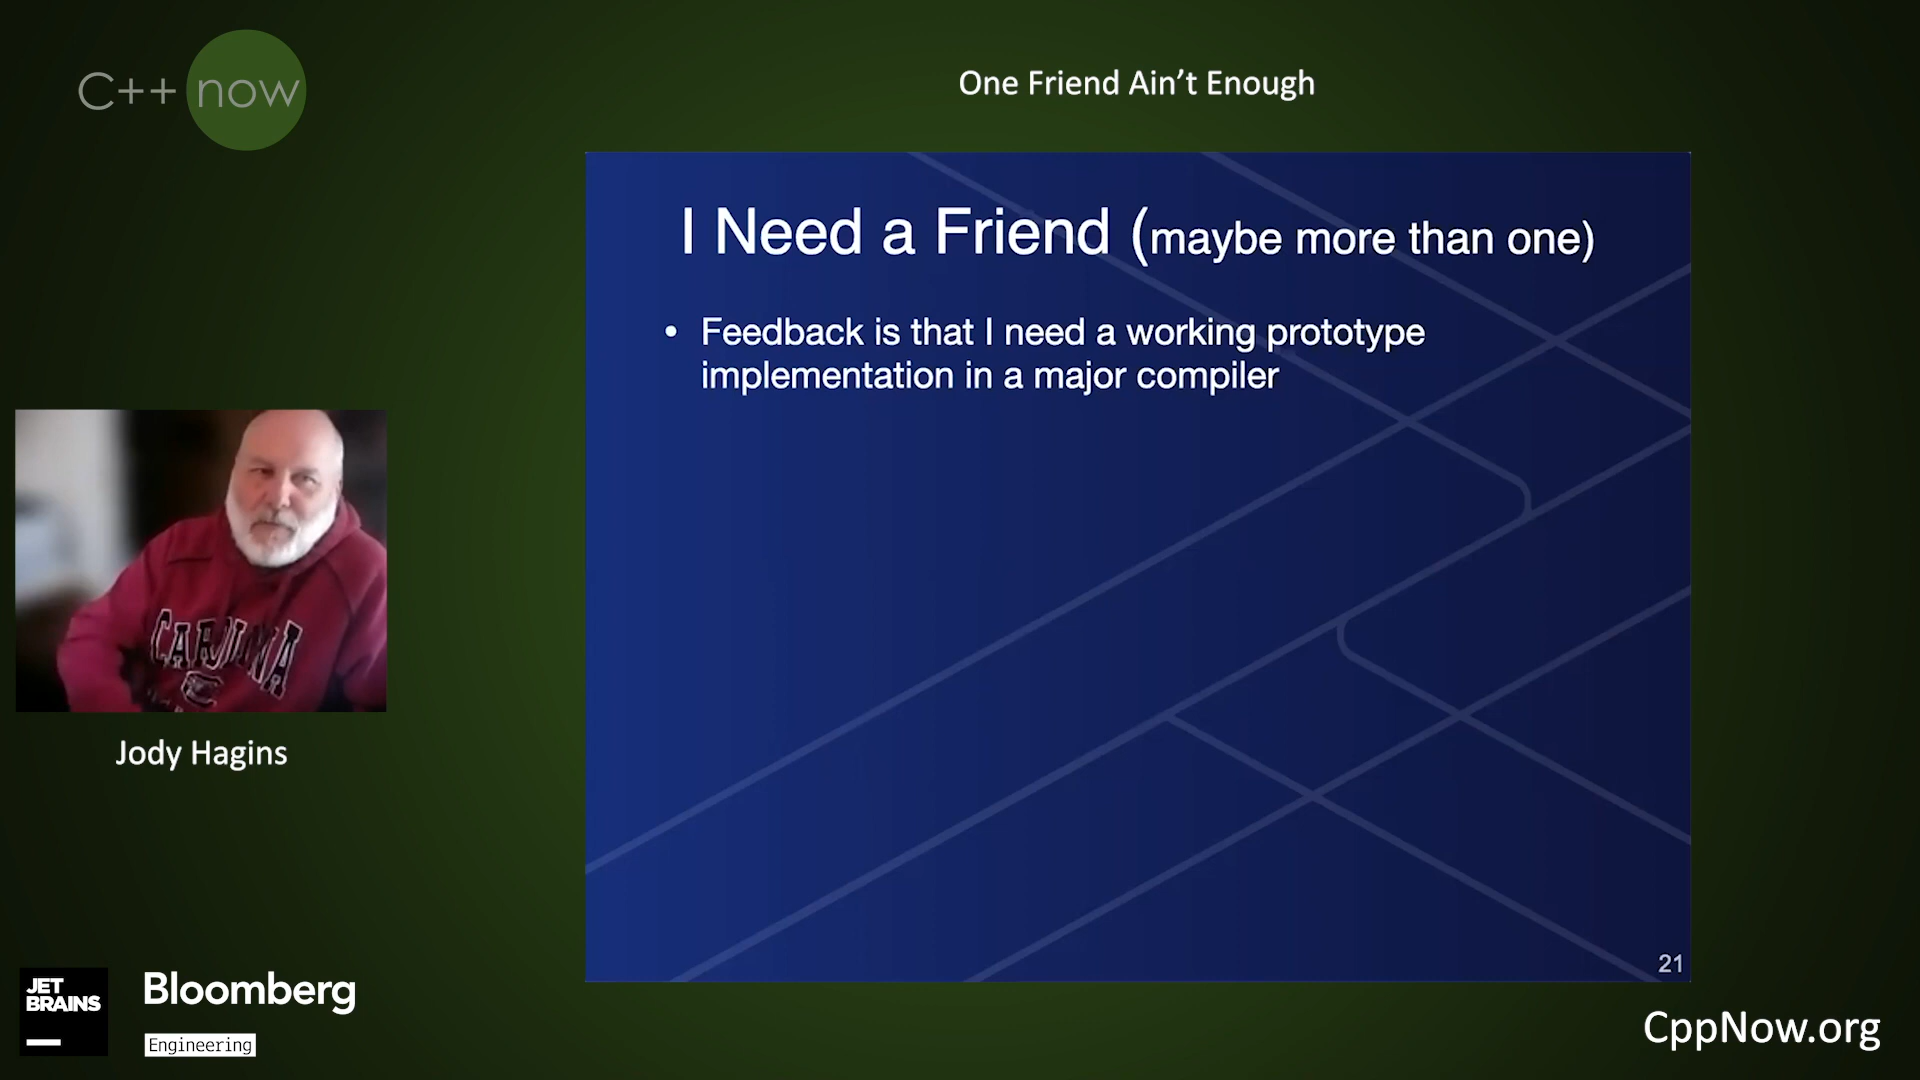 C++ now
One Friend Ain't Enough
I Need a Friend (maybe more than one)
• Feedback is that I need a working prototype
implementation in a major compiler
CAROLINA
Jody Hagins
JET
BRAINS
Bloomberg
Engineering
21
CppNow.org